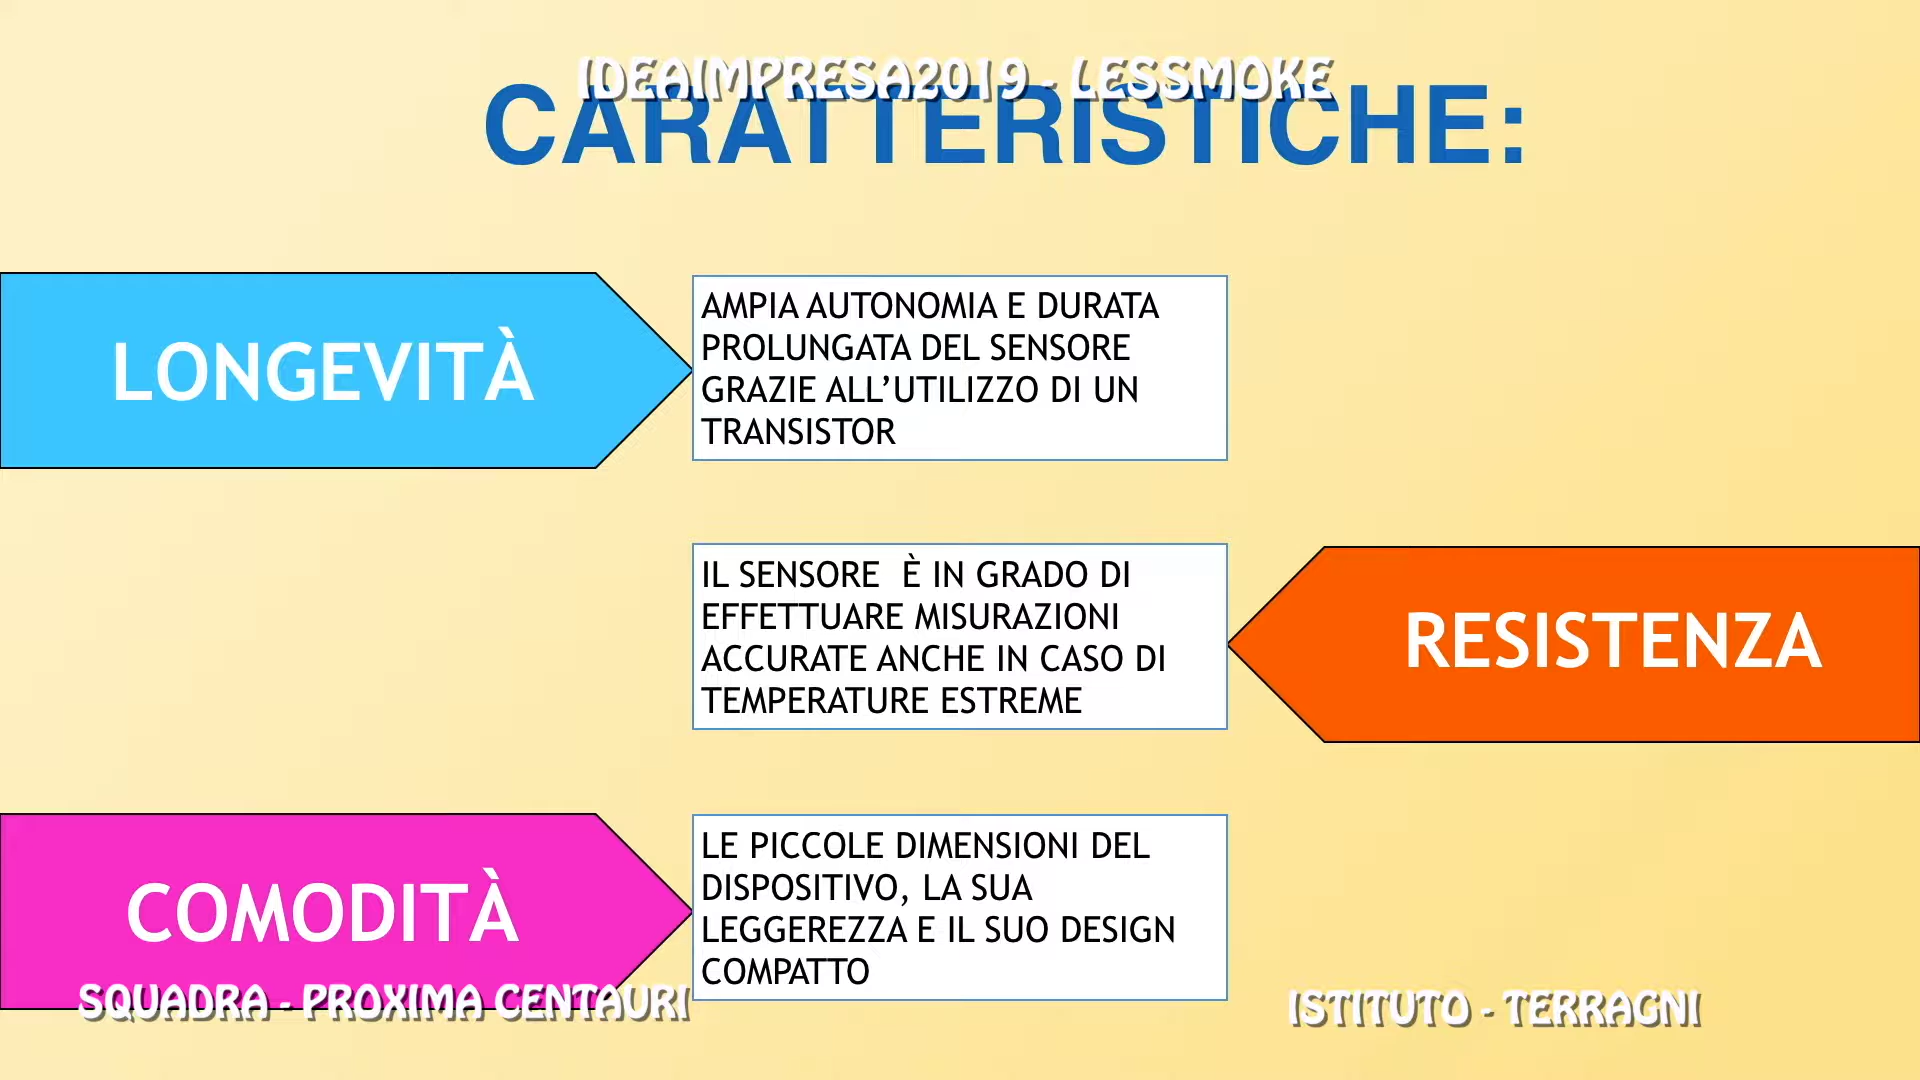 IDEAIMPRESA2019 - LESSMOKE
CARATTERISTICHE:
LONGEVITÀ
AMPIA AUTONOMIA E DURATA
PROLUNGATA DEL SENSORE
GRAZIE ALL’UTILIZZO DI UN
TRANSISTOR
IL SENSORE È IN GRADO DI
EFFETTUARE MISURAZIONI
ACCURATE ANCHE IN CASO DI
TEMPERATURE ESTREME
RESISTENZA
COMODITÀ
LE PICCOLE DIMENSIONI DEL
DISPOSITIVO, LA SUA
LEGGEREZZA E IL SUO DESIGN
COMPATTO
SQUADRA - PROXIMA CENTAURI
ISTITUTO - TERRAGNI